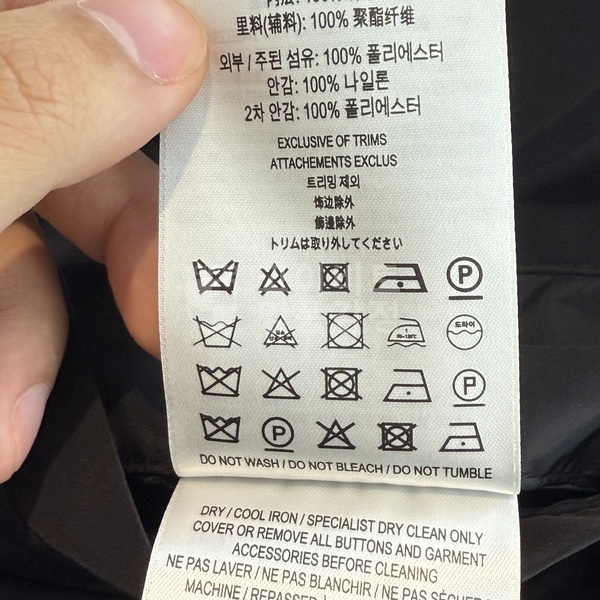 里料(辅料): 100% 聚酯纤维
외부 / 주된 섬유: 100% 폴리에스터
안감: 100% 나일론
2차 안감: 100% 폴리에스터
EXCLUSIVE OF TRIMS
ATTACHEMENTS EXCLUS
트리밍 제외
饰边除外
飾邊除外
トリムは取り外してください
P
드라이
P
P
DO NOT WASH / DO NOT BLEACH / DO NOT TUMBLE
DRY / COOL IRON / SPECIALIST DRY CLEAN ONLY
COVER OR REMOVE ALL BUTTONS AND GARMENT
ACCESSORIES BEFORE CLEANING
NE PAS LAVER / NE PAS BLANCHIR / NE PAS SÉCHER
MACHINE / REPASSER